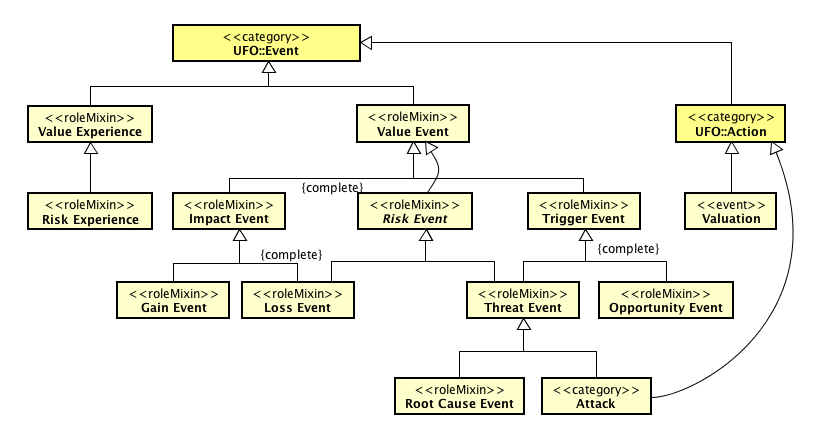 <<category>>
UFO::Event
<<roleMixin>>
Value Experience
<<roleMixin>>
Value Event
<<category>>
UFO::Action
{complete}
<<roleMixin>>
Risk Experience
<<roleMixin>>
Impact Event
<<roleMixin>>
Risk Event
<<roleMixin>>
Trigger Event
<<event>>
Valuation
{complete}
{complete}
<<roleMixin>>
Gain Event
<<roleMixin>>
Loss Event
<<roleMixin>>
Threat Event
<<roleMixin>>
Opportunity Event
<<roleMixin>>
Root Cause Event
<<category>>
Attack